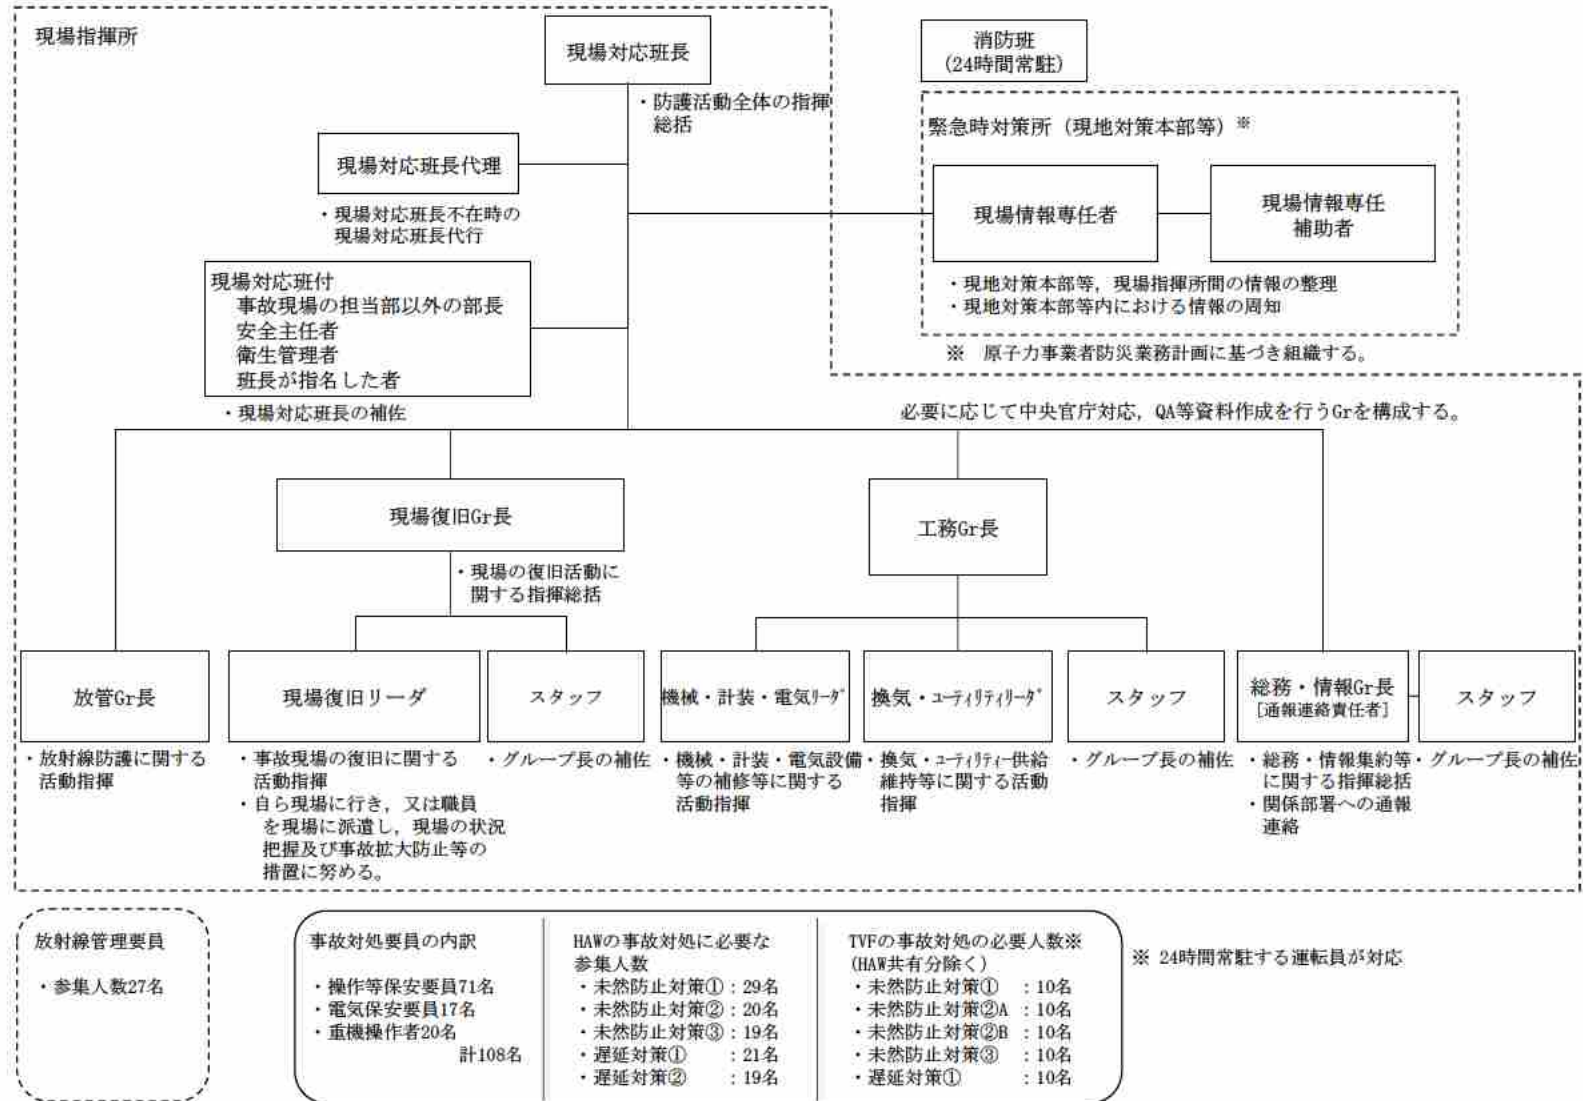 現場指揮所
現場対応班長
・防護活動全体の指揮
総括
消防班
(24時間常駐)
現場対応班長代理
・現場対応班長不在時の
現場対応班長代行
緊急時対策所（現地対策本部等）※
現場情報専任者
現場情報専任
補助者
・現地対策本部等，現場指揮所間の情報の整理
・現地対策本部等内における情報の周知
※　原子力事業者防災業務計画に基づき組織する。
現場対応班付
事故現場の担当部以外の部長
安全主任者
衛生管理者
班長が指名した者
・現場対応班長の補佐
必要に応じて中央官庁対応，QA等資料作成を行うGrを構成する。
現場復旧Gr長
・現場の復旧活動に
関する指揮総括
工務Gr長
放管Gr長
・放射線防護に関する
活動指揮
現場復旧リーダ
・事故現場の復旧に関する
活動指揮
・自ら現場に行き，又は職員
を現場に派遣し，現場の状況
把握及び事故拡大防止等の
措置に努める。
スタッフ
・グループ長の補佐
機械・計装・電気ﾘｰﾀﾞ
・機械・計装・電気設備
等の補修等に関する
活動指揮
換気・ﾕｰﾃｨﾘﾃｨﾘｰﾀﾞ
・換気・ﾕｰﾃｨﾘﾃｨｰ供給
維持等に関する活動
指揮
スタッフ
・グループ長の補佐
総務・情報Gr長
[通報連絡責任者]
・総務・情報集約等
に関する指揮総括
・関係部署への通報
連絡
スタッフ
・グループ長の補佐
放射線管理要員
・参集人数27名
事故対処要員の内訳
・操作等保安要員71名
・電気保安要員17名
・重機操作者20名
計108名
HAWの事故対処に必要な
参集人数
・未然防止対策①：29名
・未然防止対策②：20名
・未然防止対策③：19名
・遅延対策①　　：21名
・遅延対策②　　：19名
TVFの事故対処の必要人数※
(HAW共有分除く)
・未然防止対策①　：10名
・未然防止対策②A ：10名
・未然防止対策②B ：10名
・未然防止対策③　：10名
・遅延対策①　　　：10名
※ 24時間常駐する運転員が対応